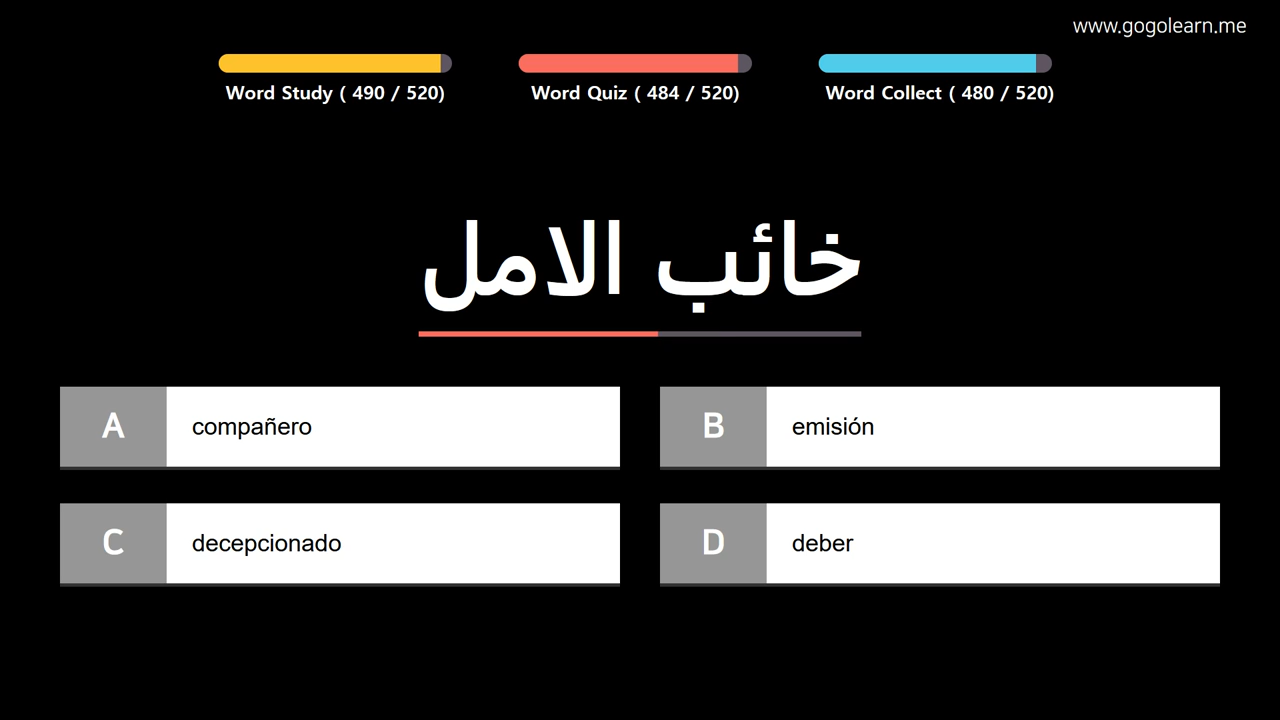 www.gogolearn.me
Word Study ( 490 / 520)
Word Quiz ( 484 / 520)
Word Collect ( 480 / 520)
خائب الامل
A compañero
B emisión
C decepcionado
D deber